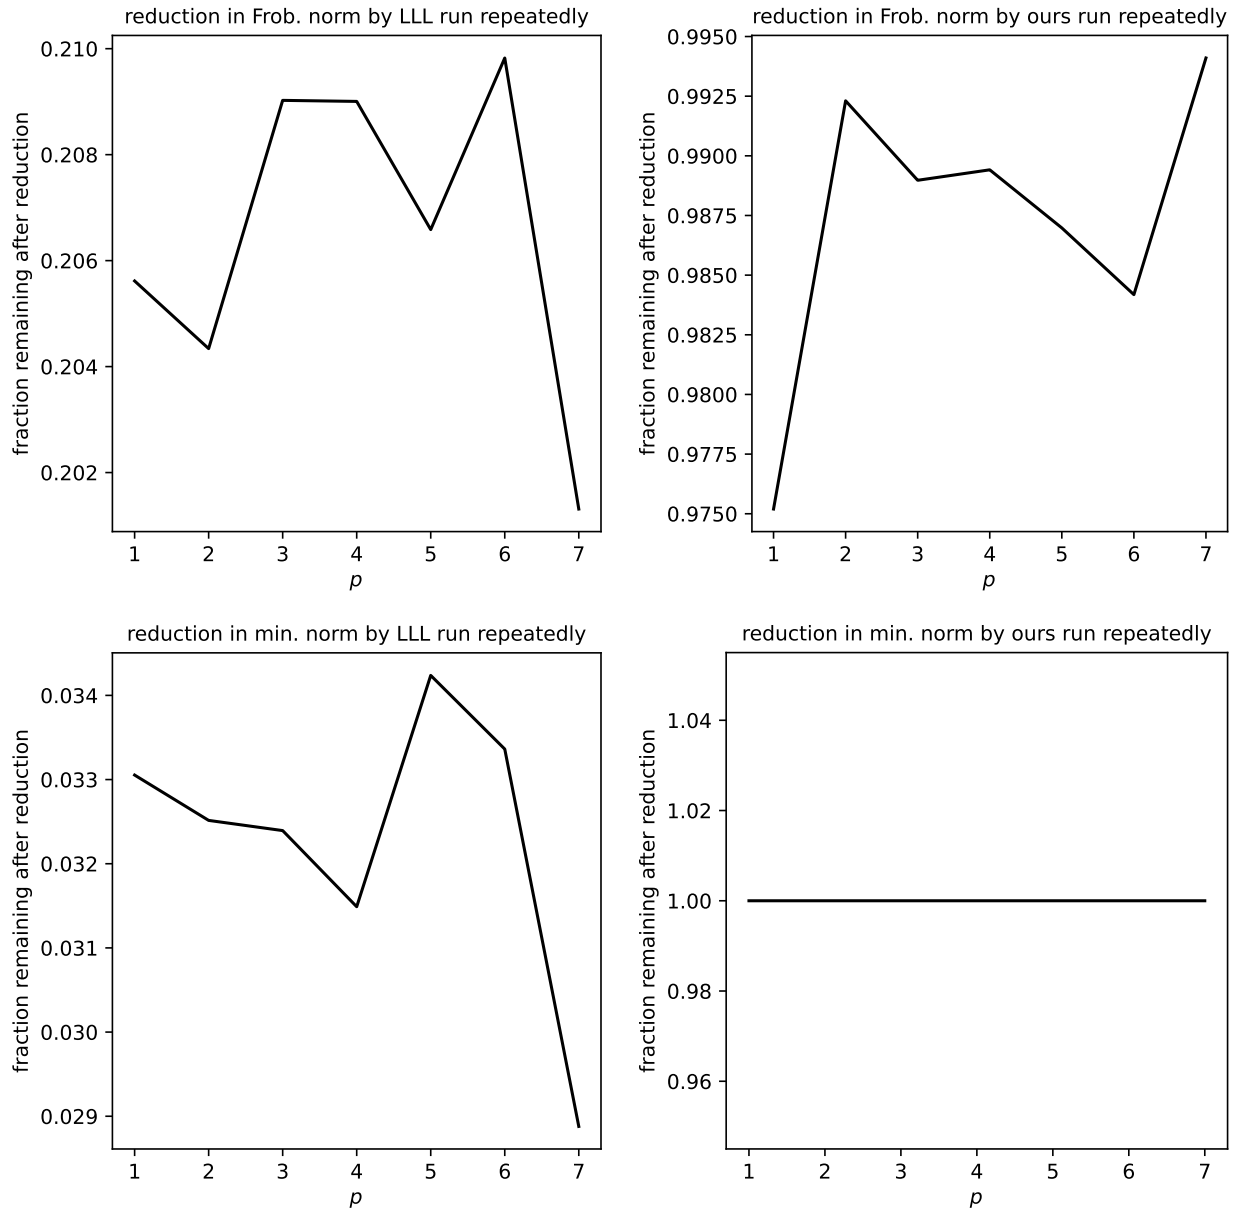 reduction in Frob. norm by LLL run repeatedly
fraction remaining after reduction
0.210
0.208
0.206
0.204
0.202
1 2 3 4 5 6 7
p
reduction in Frob. norm by ours run repeatedly
fraction remaining after reduction
0.9950
0.9925
0.9900
0.9875
0.9850
0.9825
0.9800
0.9775
0.9750
1 2 3 4 5 6 7
p
reduction in min. norm by LLL run repeatedly
fraction remaining after reduction
0.034
0.033
0.032
0.031
0.030
0.029
1 2 3 4 5 6 7
p
reduction in min. norm by ours run repeatedly
fraction remaining after reduction
1.04
1.02
1.00
0.98
0.96
1 2 3 4 5 6 7
p